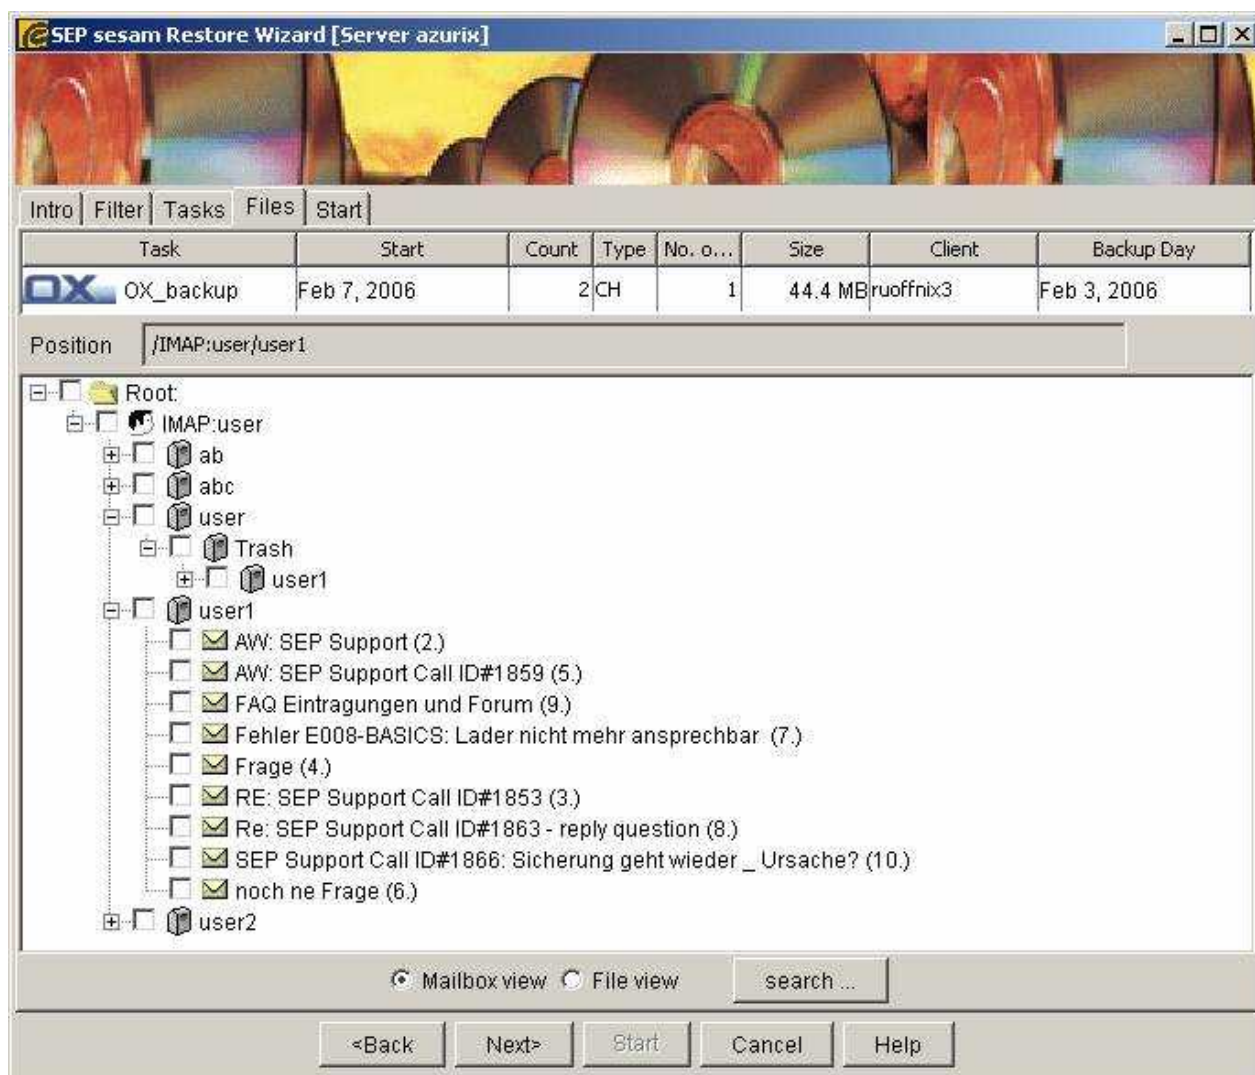 SEP sesam Restore Wizard [Server azurix]
Intro Filter Tasks Files Start
Task Start Count Type No. o... Size Client Backup Day
OX OX_backup Feb 7, 2006 2 CH 1 44.4 MB ruoffnix3 Feb 3, 2006
Position /IMAP:user/user1
Root:
IMAP:user
ab
abc
user
Trash
user1
user1
AW: SEP Support (2.)
AW: SEP Support Call ID#1859 (5.)
FAQ Eintragungen und Forum (9.)
Fehler E008-BASICS: Lader nicht mehr ansprechbar (7.)
Frage (4.)
RE: SEP Support Call ID#1853 (3.)
Re: SEP Support Call ID#1863 - reply question (8.)
SEP Support Call ID#1866: Sicherung geht wieder _ Ursache? (10.)
noch ne Frage (6.)
user2
Mailbox view File view search ...
<Back Next> Start Cancel Help